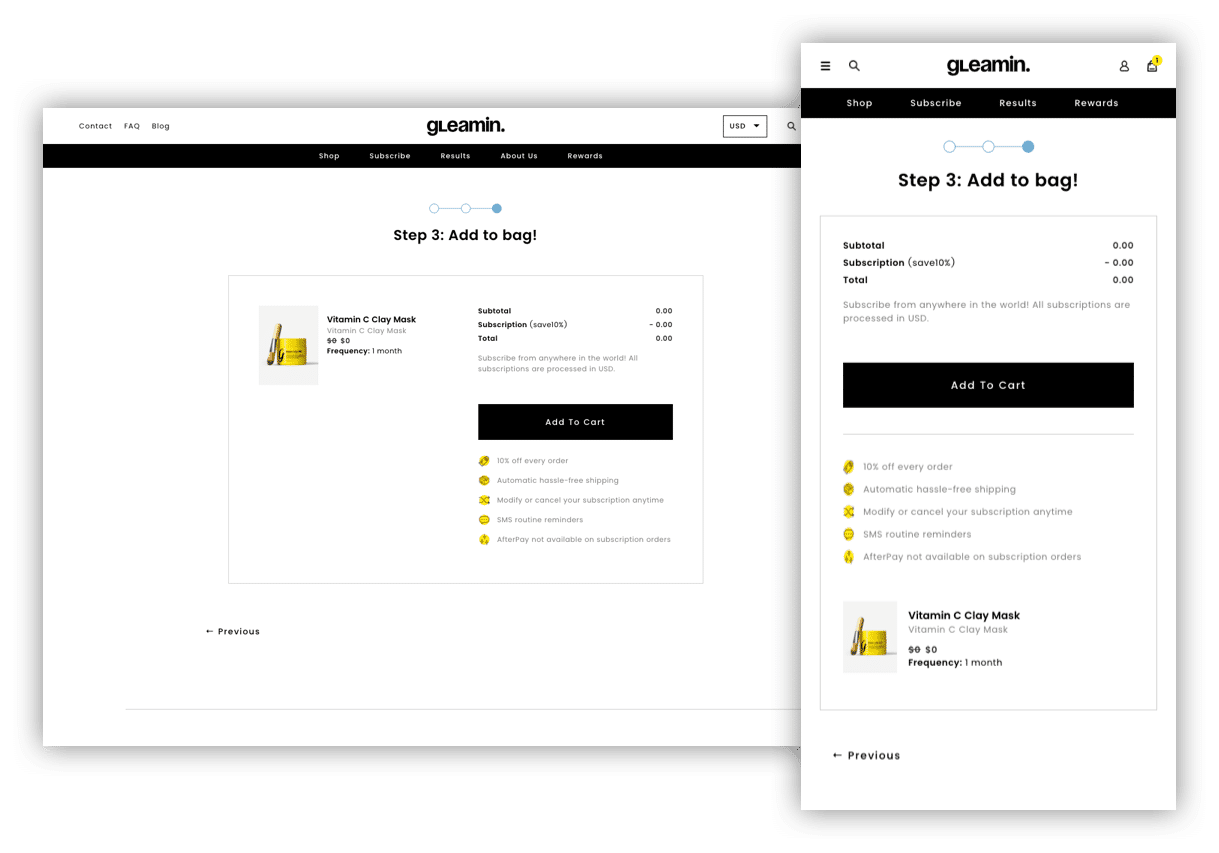 Contact FAQ Blog
gleamin.
USD
Shop Subscribe Results About Us Rewards
Step 3: Add to bag!
Vitamin C Clay Mask
Vitamin C Clay Mask
$0 $0
Frequency: 1 month
Subtotal 0.00
Subscription (save10%) - 0.00
Total 0.00
Subscribe from anywhere in the world! All
subscriptions are processed in USD.
Add To Cart
10% off every order
Automatic hassle-free shipping
Modify or cancel your subscription anytime
SMS routine reminders
AfterPay not available on subscription orders
← Previous
gleamin.
1
Shop Subscribe Results Rewards
Step 3: Add to bag!
Subtotal 0.00
Subscription (save10%) - 0.00
Total 0.00
Subscribe from anywhere in the world! All subscriptions are
processed in USD.
Add To Cart
10% off every order
Automatic hassle-free shipping
Modify or cancel your subscription anytime
SMS routine reminders
AfterPay not available on subscription orders
Vitamin C Clay Mask
Vitamin C Clay Mask
$0 $0
Frequency: 1 month
← Previous